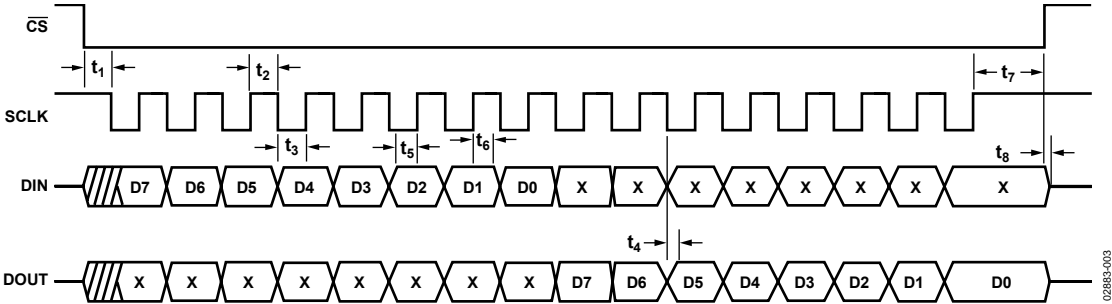 CS
t1 t2 t7
SCLK
t3 t5 t6 t8
DIN D7 D6 D5 D4 D3 D2 D1 D0 X X X X X X X X
t4
DOUT X X X X X X X X D7 D6 D5 D4 D3 D2 D1 D0
02883-003